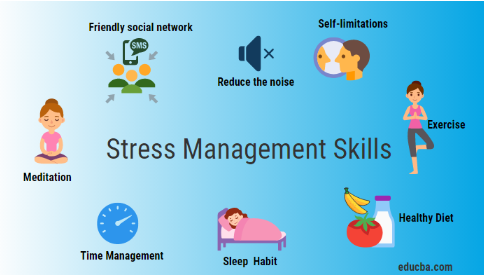 Friendly social network
SMS
Self-limitations
Reduce the noise
Exercise
Stress Management Skills
Meditation
Healthy Diet
Time Management
Sleep Habit
educba.com